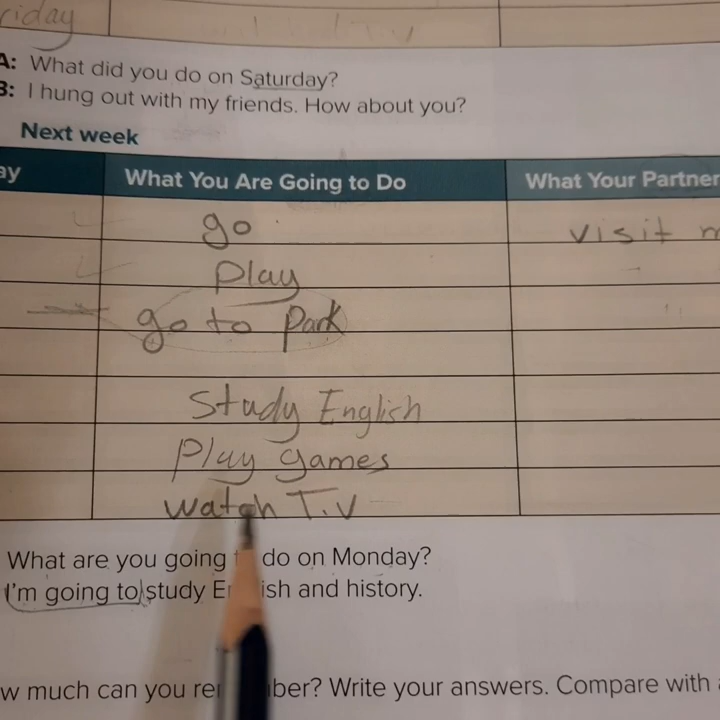 riday
A: What did you do on Saturday?
B: I hung out with my friends. How about you?
Next week
ay What You Are Going to Do What Your Partner
go visit
play
go to Park
Study English
Play games
watch T.V
What are you going do on Monday?
I'm going to study English and history.
w much can you remember? Write your answers. Compare with